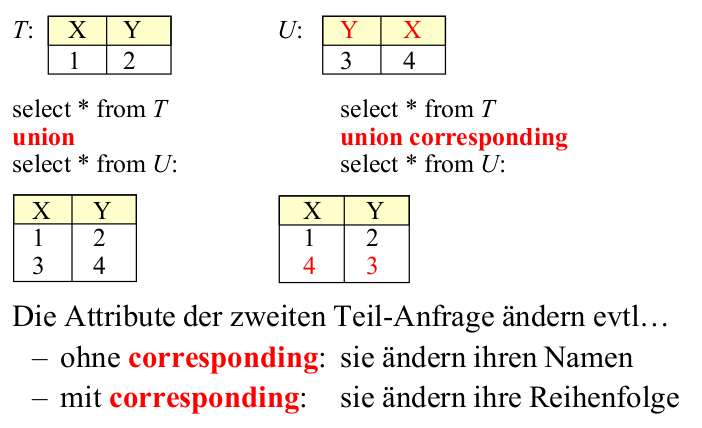 T: X Y U: Y X
1 2 3 4
select * from T select * from T
union union corresponding
select * from U: select * from U:
X Y X Y
1 2 1 2
3 4 4 3
Die Attribute der zweiten Teil-Anfrage ändern evtl…
– ohne corresponding: sie ändern ihren Namen
– mit corresponding: sie ändern ihre Reihenfolge